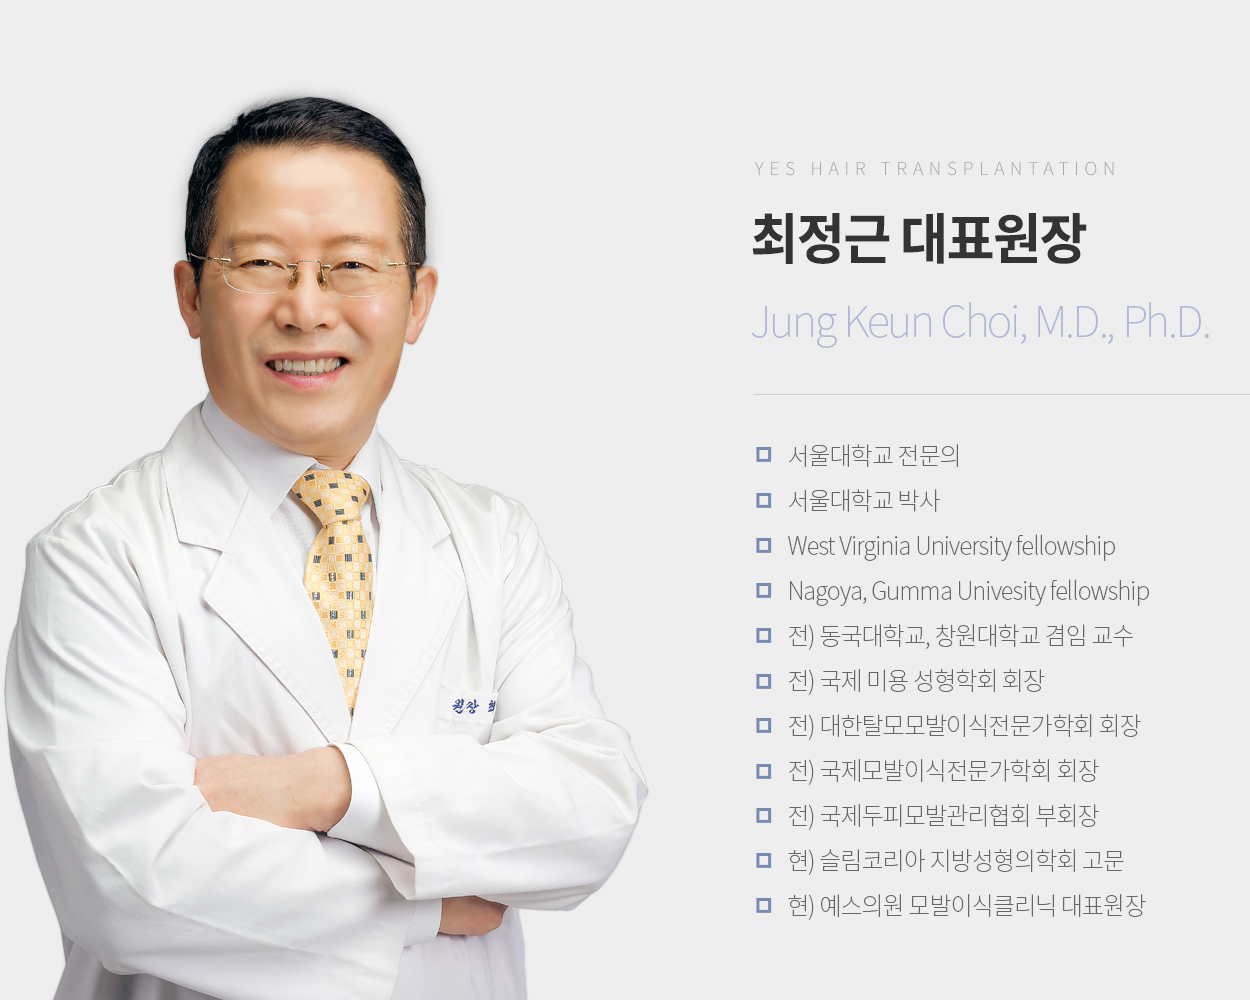 YES HAIR TRANSPLANTATION
최정근 대표원장
Jung Keun Choi, M.D., Ph.D.
서울대학교 전문의
서울대학교 박사
West Virginia University fellowship
Nagoya, Gumma Univesity fellowship
전) 동국대학교, 창원대학교 겸임 교수
전) 국제 미용 성형학회 회장
전) 대한탈모모발이식전문가학회 회장
전) 국제모발이식전문가학회 회장
전) 국제두피모발관리협회 부회장
현) 슬림코리아 지방성형의학회 고문
현) 예스의원 모발이식클리닉 대표원장
원장